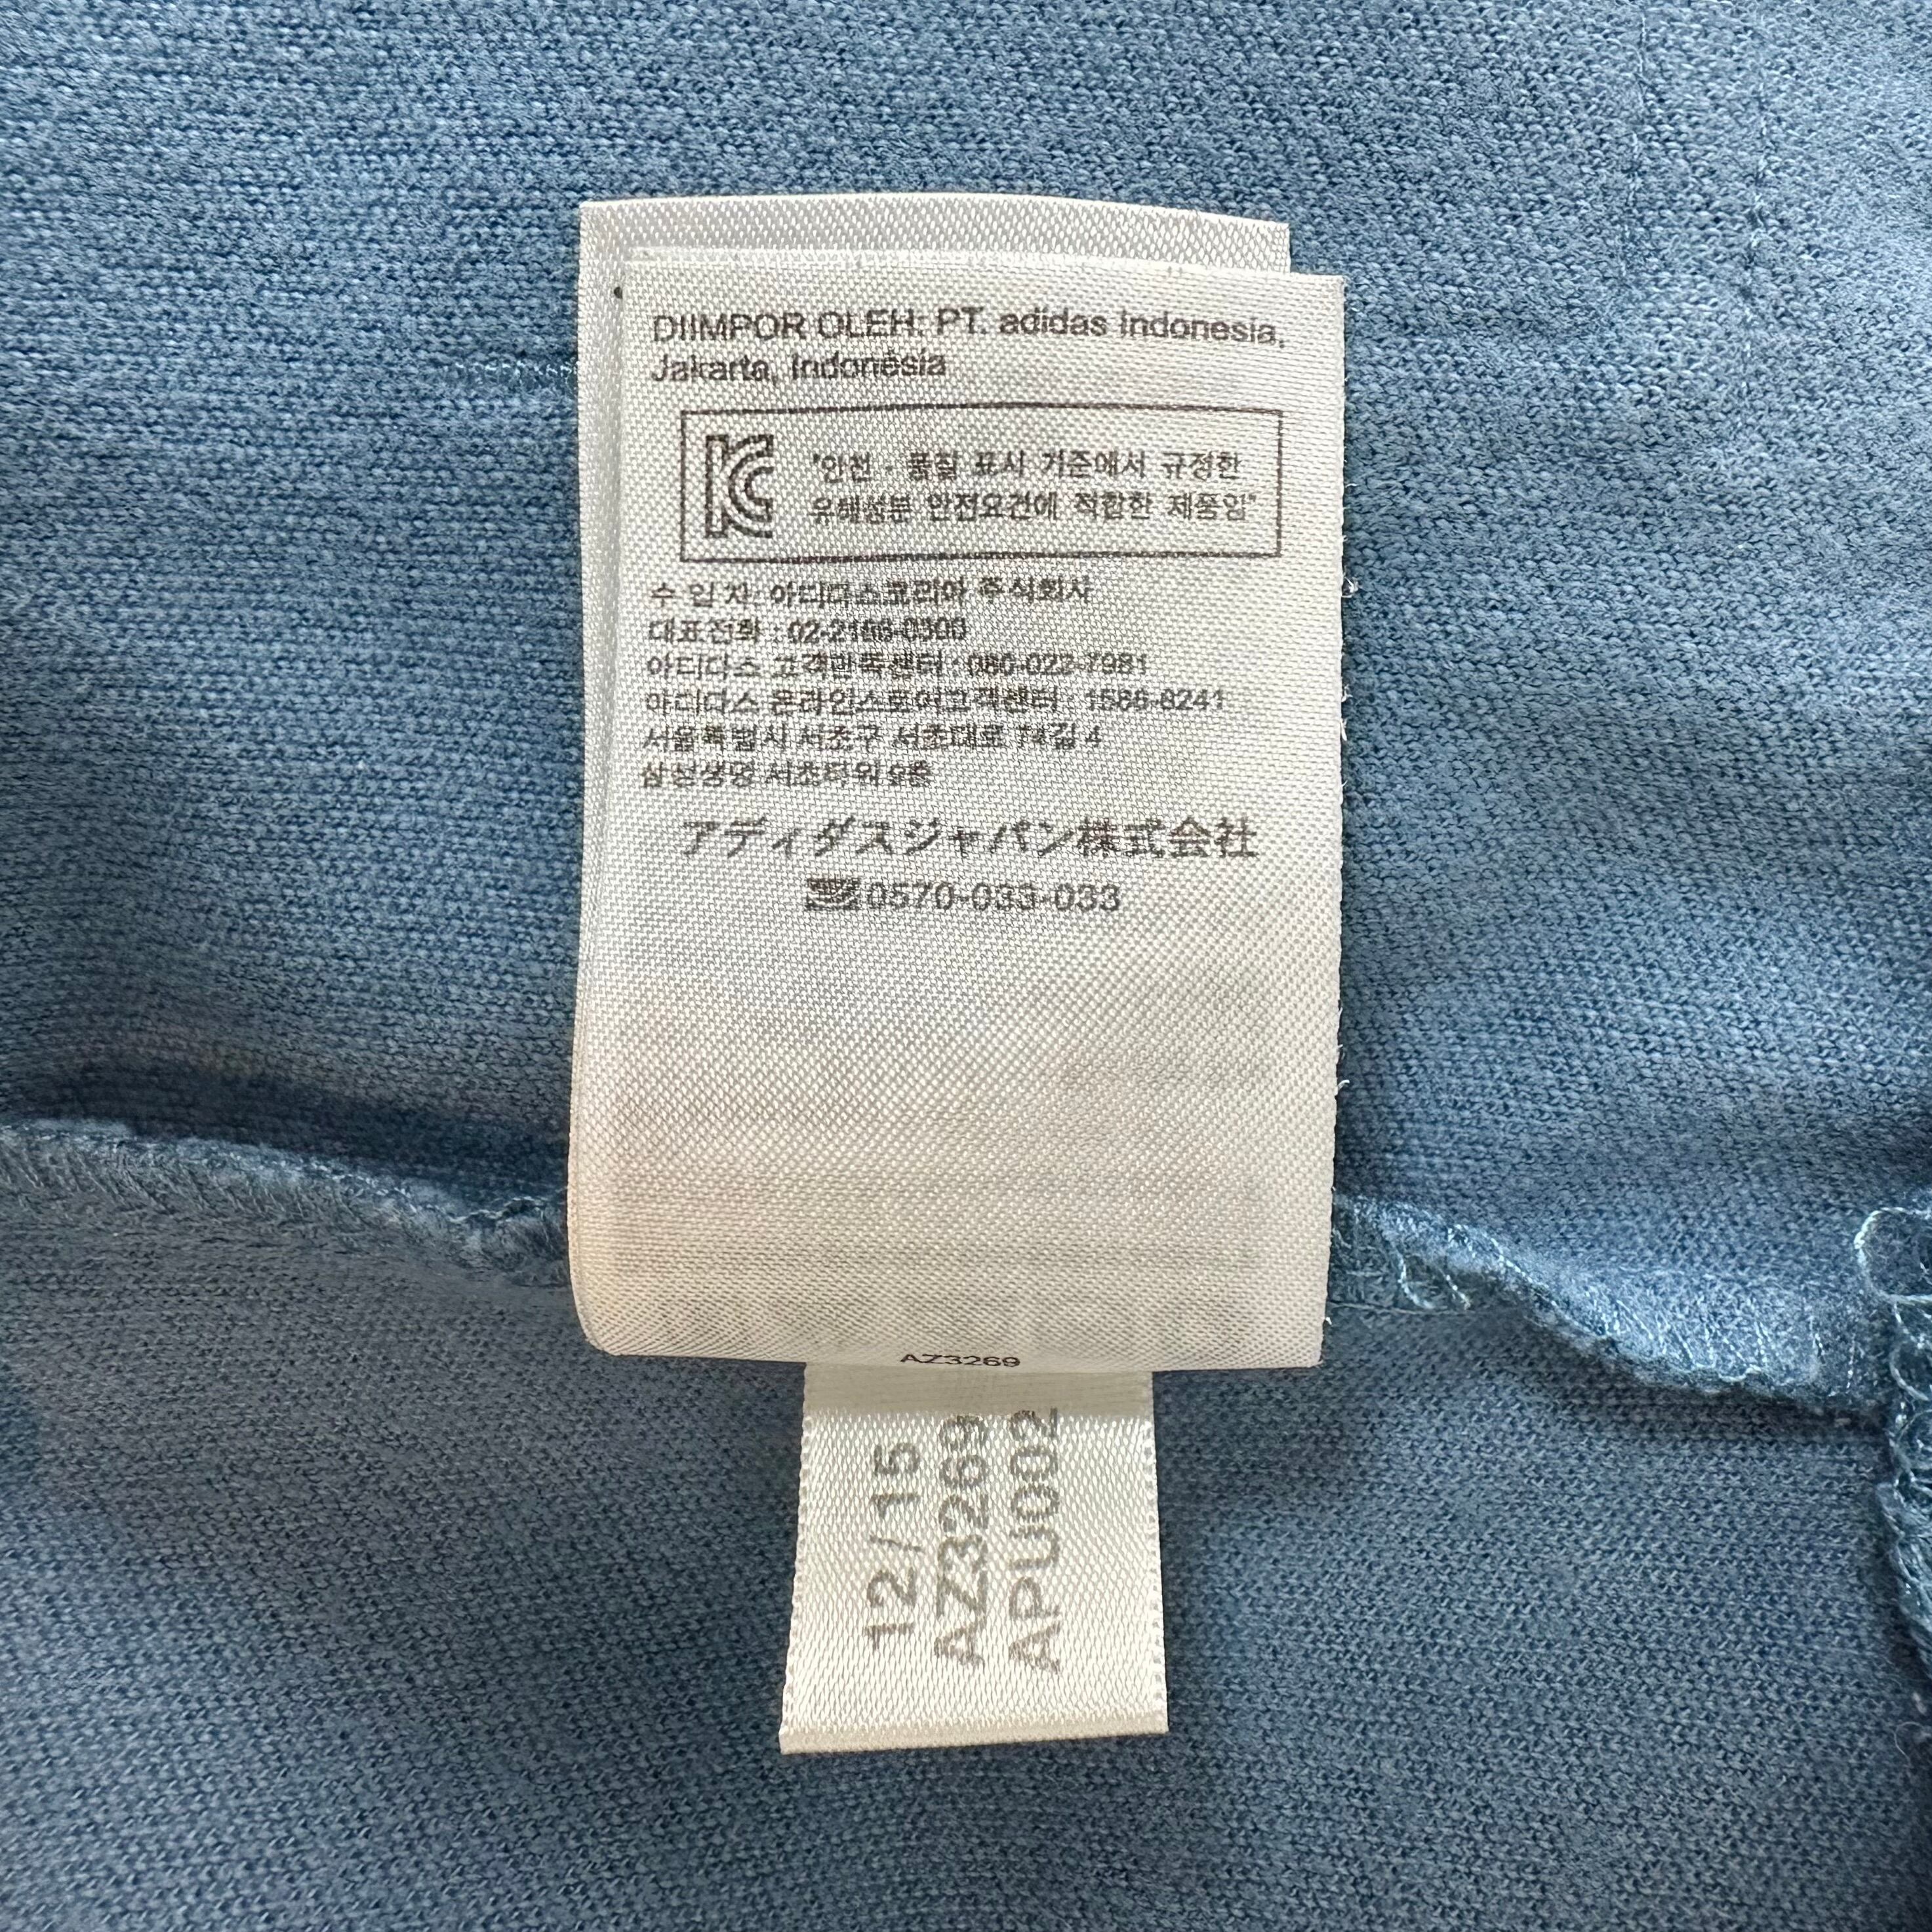 DIIMPOR OLEH: PT. adidas Indonesia,
Jakarta, Indonesia
"안전 · 품질 표시 기준에서 규정한
유해성분 안전요건에 적합한 제품임"
수 입 자: 아디다스코리아 주식회사
대표전화 : 02-2186-0300
아디다스 고객만족센터 : 080-022-7981
아디다스 온라인스토어고객센터 : 1588-8241
서울특별시 서초구 서초대로 74길 4
삼성생명 서초타워
アディダスジャパン株式会社
0570-033-033
AZ3269
12/15
AZ3269
APU002